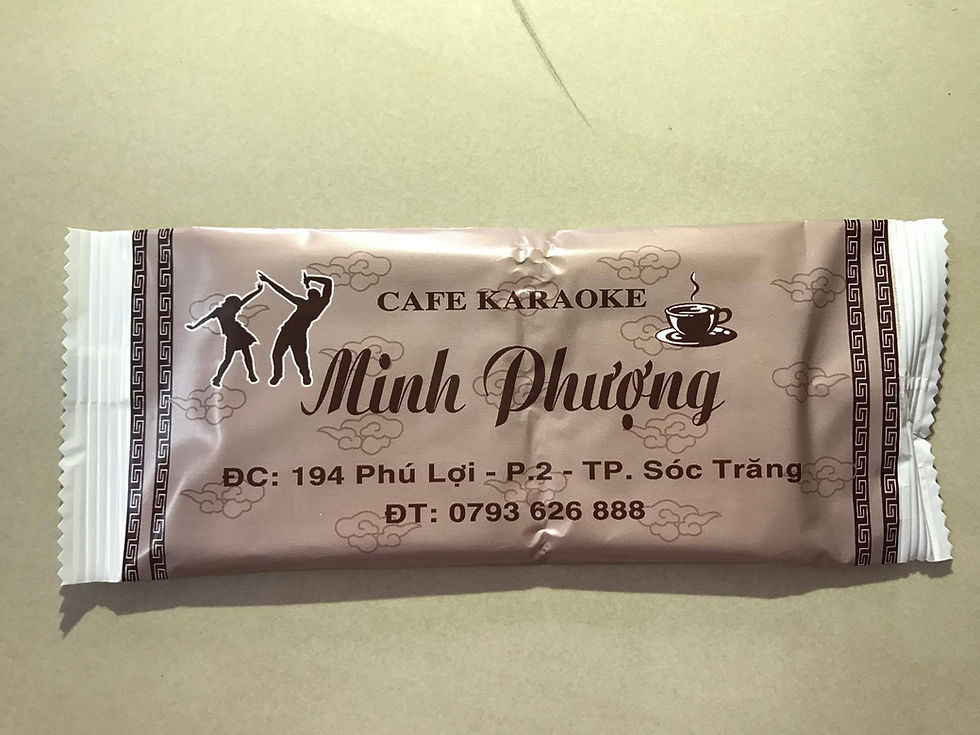 CAFE KARAOKE
Minh Phượng
ĐC: 194 Phú Lợi - P.2 - TP. Sóc Trăng
ĐT: 0793 626 888